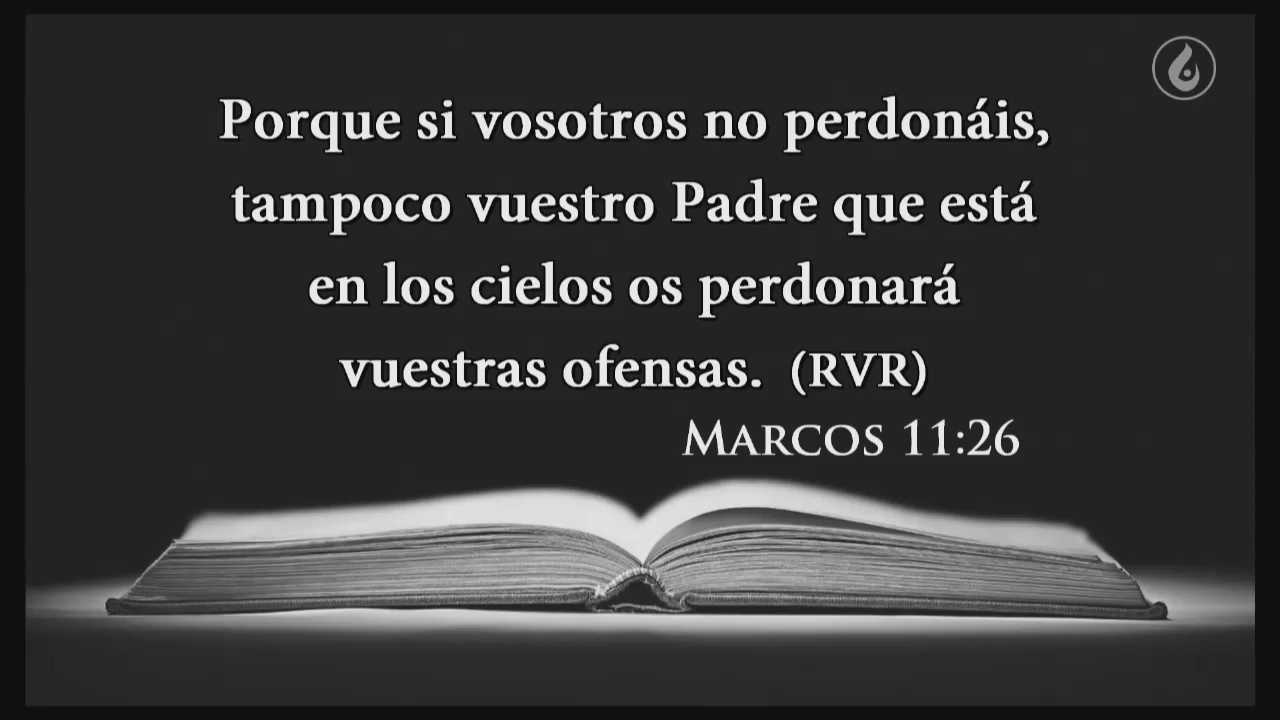 Porque si vosotros no perdonáis,
tampoco vuestro Padre que está
en los cielos os perdonará
vuestras ofensas. (RVR)
MARCOS 11:26